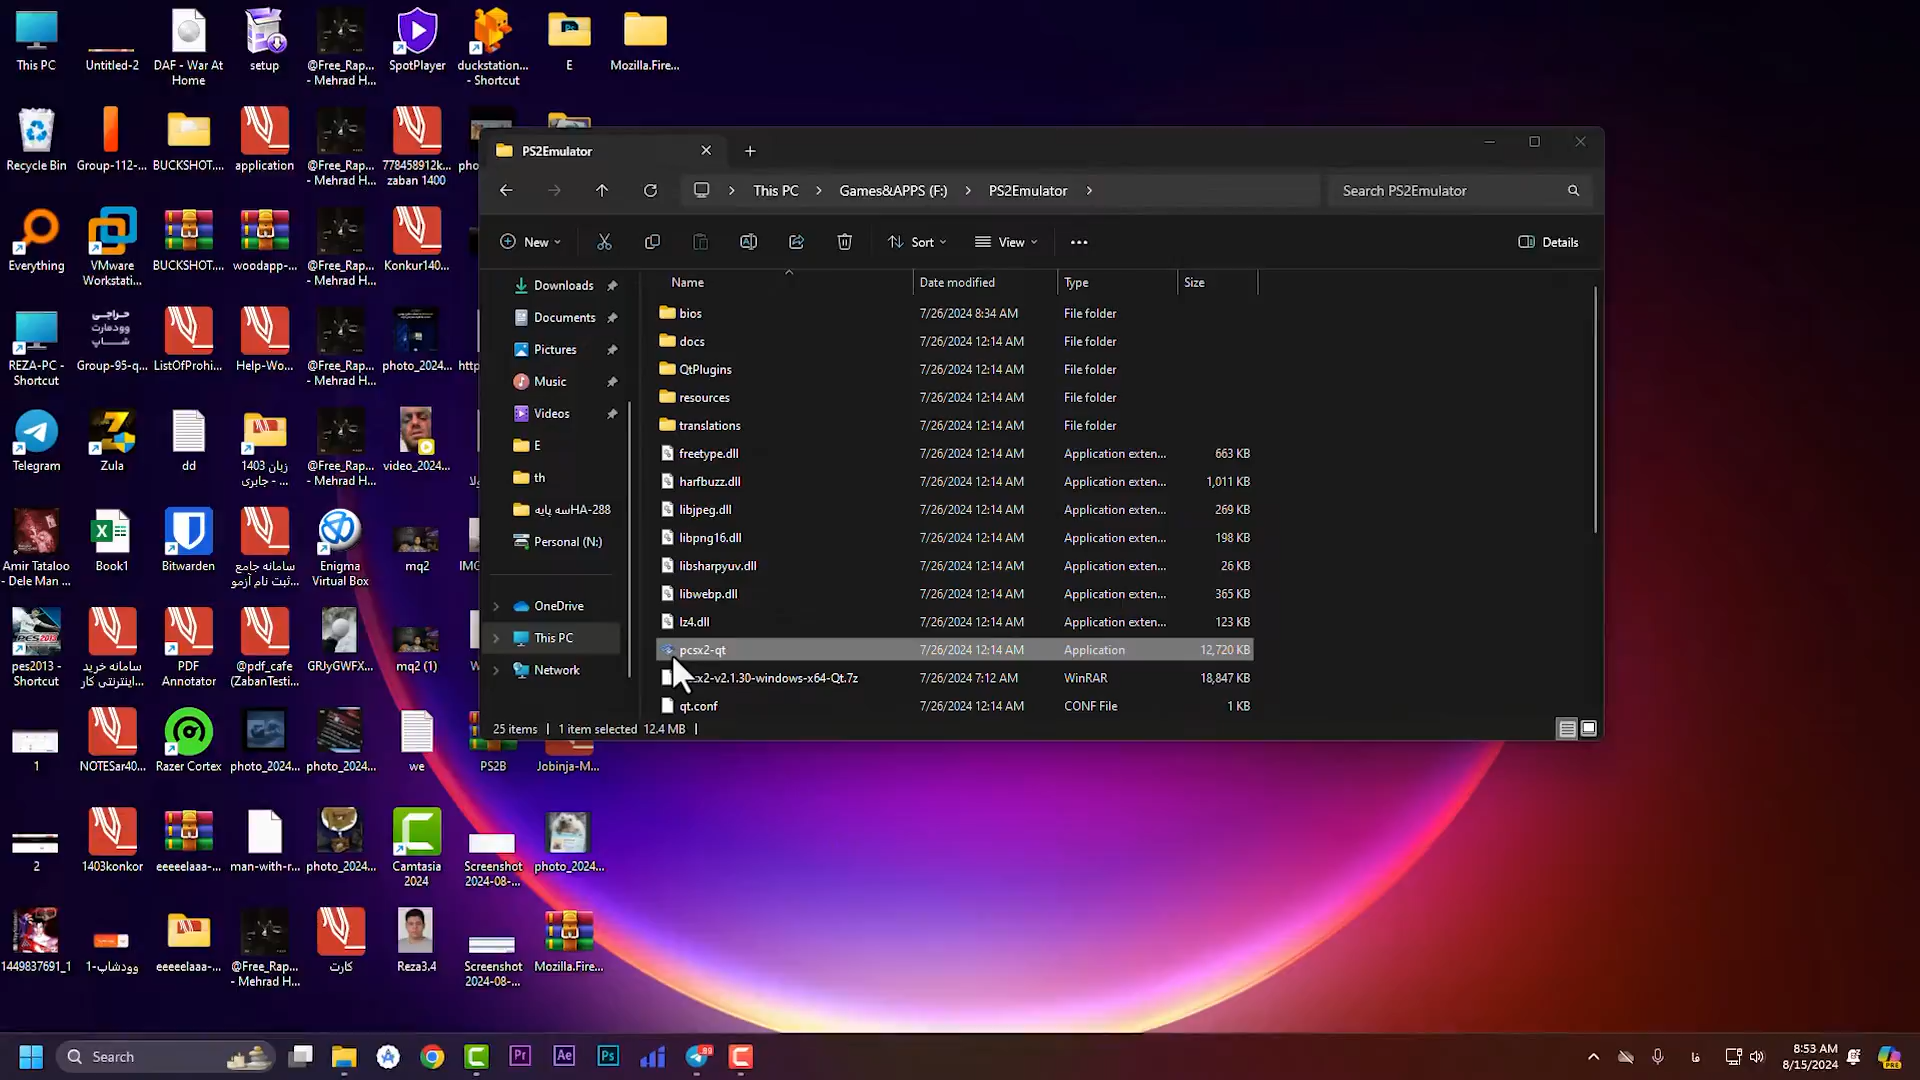 This PC
Untitled-2
DAF - War At
Home
setup
@Free_Rap...
- Mehrad H...
SpotPlayer
duckstation...
- Shortcut
E
Mozilla.Fire...
Recycle Bin
Group-112-...
BUCKSHOT....
application
@Free_Rap...
- Mehrad H...
778458912k...
zaban 1400
pho
Everything
VMware
Workstati...
BUCKSHOT....
woodapp-...
@Free_Rap...
- Mehrad H...
Konkur140...
REZA-PC -
Shortcut
حراجی
وودمارت
شاپ
Group-95-q...
ListOfProhi...
Help-Wo...
@Free_Rap...
- Mehrad H...
photo_2024...
http
Telegram
Zula
dd
زبان 1403
- جابری ...
@Free_Rap...
- Mehrad H...
video_2024...
Amir Tataloo
- Dele Man ...
Book1
Bitwarden
سامانه جامع
ثبت نام آزمو...
Enigma
Virtual Box
mq2
IMG
PES2013
pes2013 -
Shortcut
سامانه خرید
اینترنتی کار...
PDF
Annotator
@pdf_cafe
(ZabanTesti...
GRJyGWFX...
mq2 (1)
W
1
NOTESar40...
Razer Cortex
photo_2024...
photo_2024...
we
PS2B
Jobinja-M...
2
1403konkor
eeeeelaaa-...
man-with-r...
photo_2024...
Camtasia
2024
Screenshot
2024-08-...
photo_2024...
1449837691_1
وودشاپ-1
eeeeelaaa-...
@Free_Rap...
- Mehrad H...
کارت
Reza3.4
Screenshot
2024-08-...
Mozilla.Fire...
PS2Emulator
This PC > Games&APPS (F:) > PS2Emulator >
Search PS2Emulator
New
Sort
View
Details
Downloads
Documents
Pictures
Music
Videos
E
th
سه پایهHA-288
Personal (N:)
OneDrive
This PC
Network
Name Date modified Type Size
bios 7/26/2024 8:34 AM File folder
docs 7/26/2024 12:14 AM File folder
QtPlugins 7/26/2024 12:14 AM File folder
resources 7/26/2024 12:14 AM File folder
translations 7/26/2024 12:14 AM File folder
freetype.dll 7/26/2024 12:14 AM Application exten... 663 KB
harfbuzz.dll 7/26/2024 12:14 AM Application exten... 1,011 KB
libjpeg.dll 7/26/2024 12:14 AM Application exten... 269 KB
libpng16.dll 7/26/2024 12:14 AM Application exten... 198 KB
libsharpyuv.dll 7/26/2024 12:14 AM Application exten... 26 KB
libwebp.dll 7/26/2024 12:14 AM Application exten... 365 KB
lz4.dll 7/26/2024 12:14 AM Application exten... 123 KB
pcsx2-qt 7/26/2024 12:14 AM Application 12,720 KB
x2-v2.1.30-windows-x64-Qt.7z 7/26/2024 7:12 AM WinRAR 18,847 KB
qt.conf 7/26/2024 12:14 AM CONF File 1 KB
25 items | 1 item selected 12.4 MB |
Search
Pr
Ae
Ps
99
فا
8:53 AM
8/15/2024
PRE